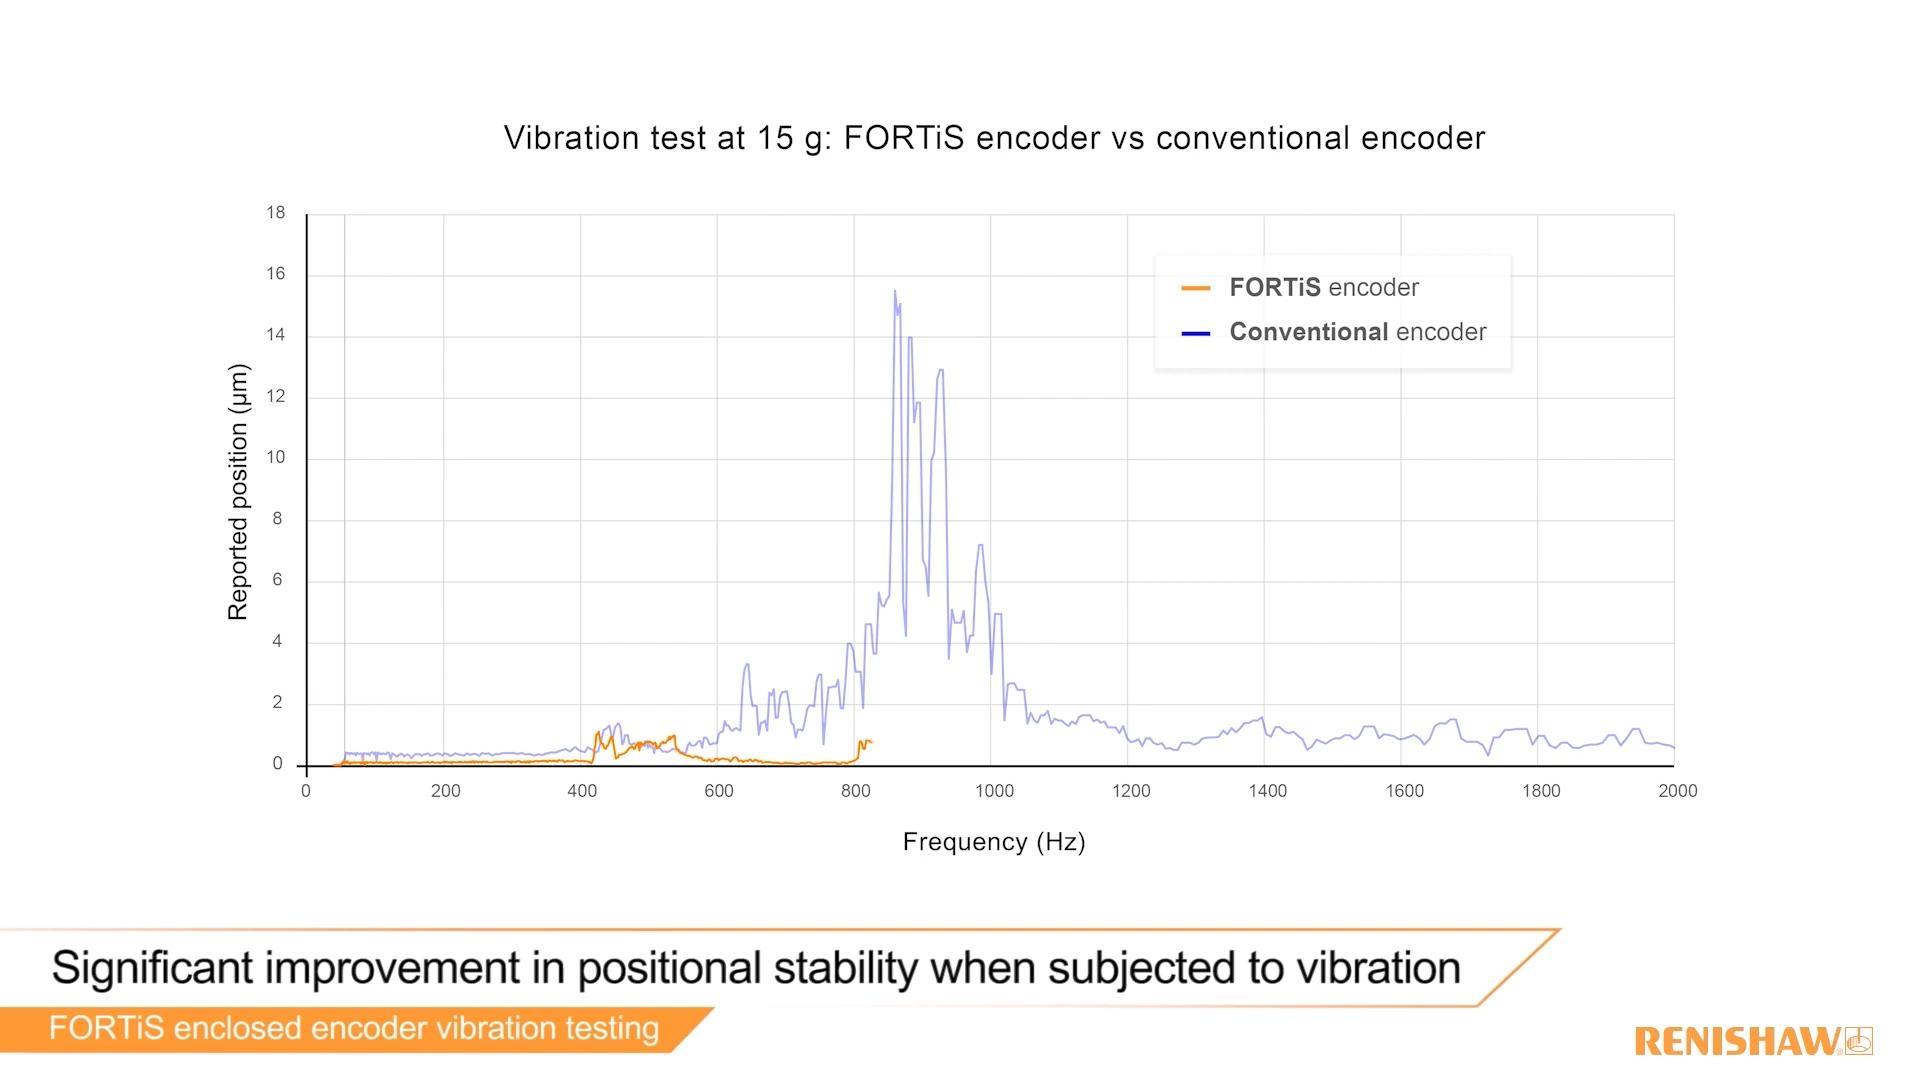 Vibration test at 15 g: FORTiS encoder vs conventional encoder
18
16
14
12
10
8
6
4
2
0
Reported position (µm)
FORTiS encoder
Conventional encoder
0 200 400 600 800 1000 1200 1400 1600 1800 2000
Frequency (Hz)
Significant improvement in positional stability when subjected to vibration
FORTiS enclosed encoder vibration testing
RENISHAW